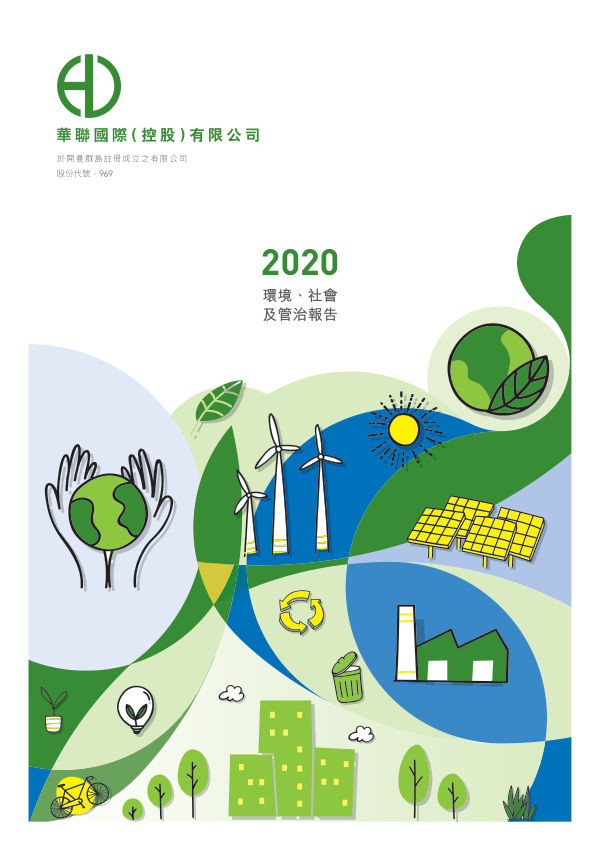 華聯國際(控股)有限公司
於開曼群島註冊成立之有限公司
股份代號：969
2020
環境、社會
及管治報告